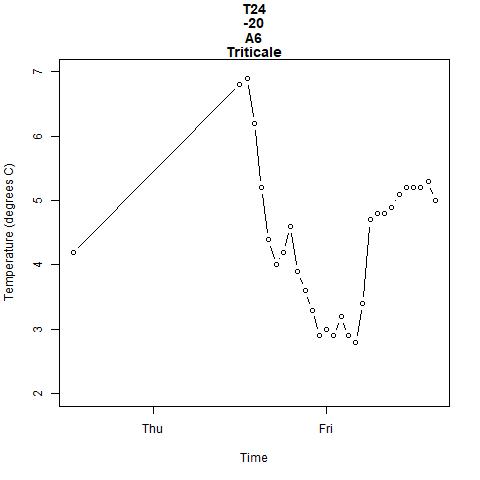 T24
-20
A6
Triticale
7
6
5
4
3
2
Temperature (degrees C)
Thu
Fri
Time